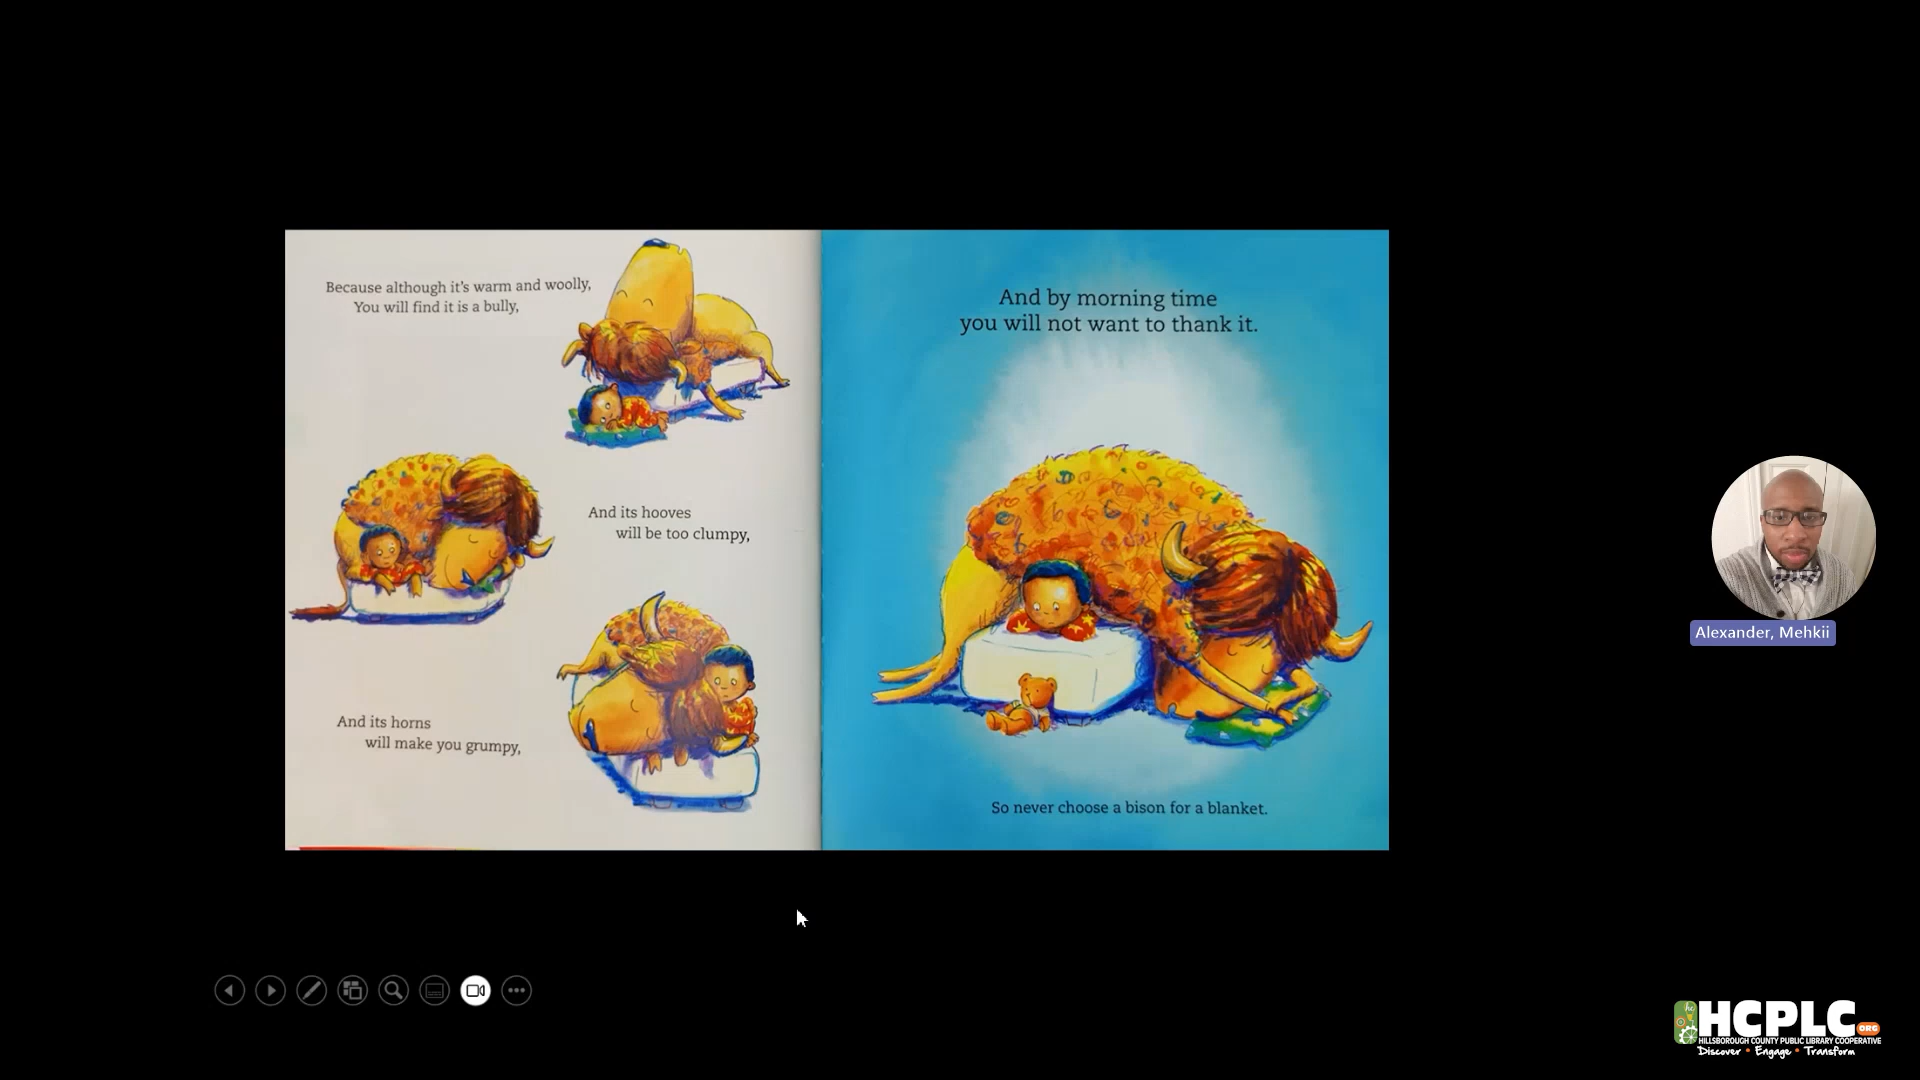 Because although it's warm and woolly,
You will find it is a bully,
And its hooves
will be too clumpy,
And its horns
will make you grumpy,
And by morning time
you will not want to thank it.
So never choose a bison for a blanket.
Alexander, Mehkii
HCPLC.ORG
HILLSBOROUGH COUNTY PUBLIC LIBRARY COOPERATIVE
Discover • Engage • Transform